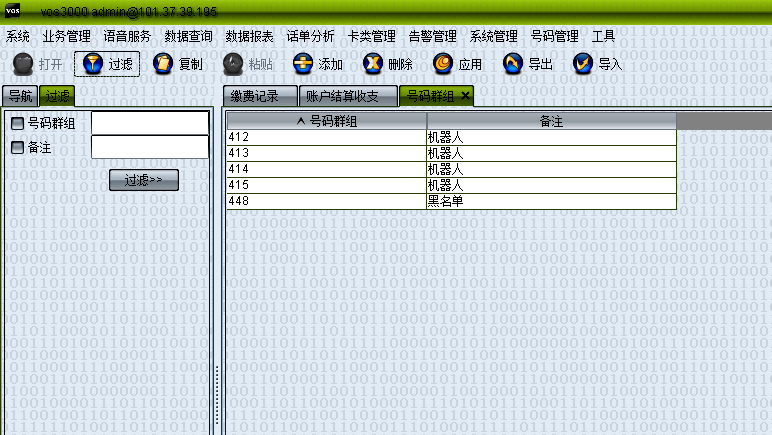 vos vos3000 admin@101.37.39.195
系统 业务管理 语音服务 数据查询 数据报表 话单分析 卡类管理 告警管理 系统管理 号码管理 工具
打开 过滤 复制 粘贴 添加 删除 应用 导出 导入
导航 过滤 缴费记录 账户结算收支 号码群组
号码群组
备注
过滤>>
号码群组 备注
412 机器人
413 机器人
414 机器人
415 机器人
448 黑名单